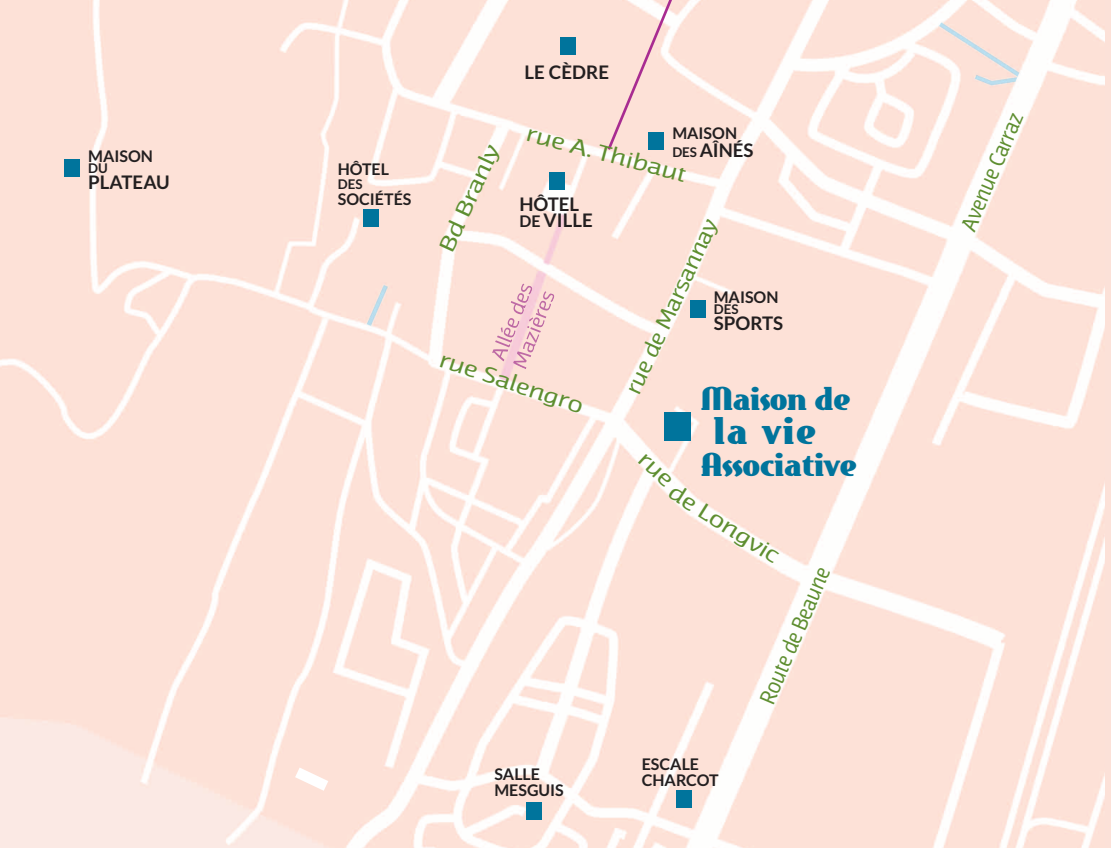 LE CÈDRE
rue A. Thibaut
MAISON
DES AÎNÉS
Avenue Carraz
MAISON
DU
PLATEAU
HÔTEL
DES
SOCIÉTÉS
Bd Branly
HÔTEL
DE VILLE
Allée des
Mazières
rue de Marsannay
MAISON
DES
SPORTS
rue Salengro
Maison de
la vie
Associative
rue de Longvic
Route de Beaune
SALLE
MESGUIS
ESCALE
CHARCOT